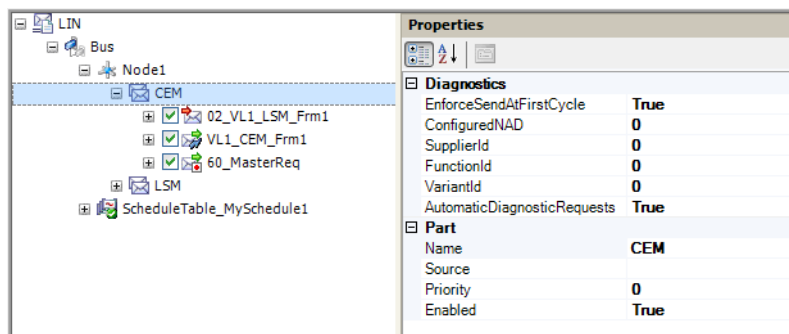 LIN
Bus
Node1
CEM
02_VL1_LSM_Frm1
VL1_CEM_Frm1
60_MasterReq
LSM
ScheduleTable_MySchedule1
Properties
A
Z
Diagnostics
EnforceSendAtFirstCycle True
ConfiguredNAD 0
SupplierId 0
FunctionId 0
VariantId 0
AutomaticDiagnosticRequests True
Part
Name CEM
Source
Priority 0
Enabled True